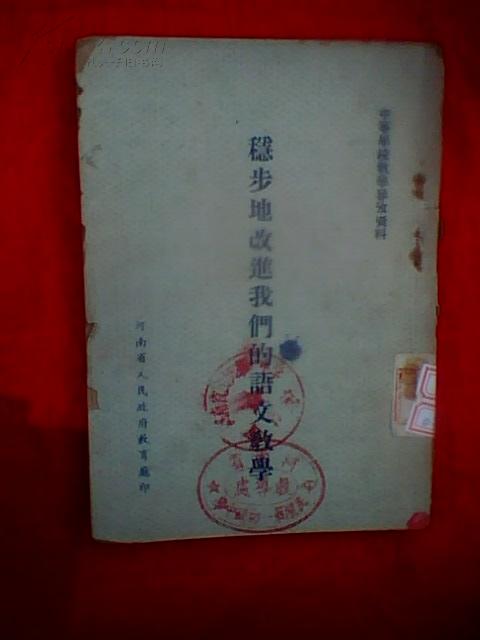 中等學校教學參攷資料
穩步地改進我們的語文教學
河南省人民政府教育廳印